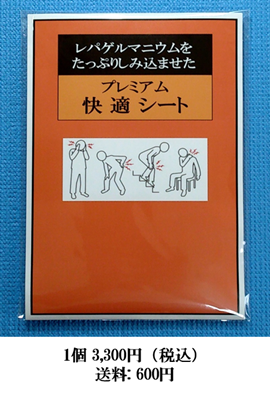 レパゲルマニウムを
たっぷりしみ込ませた
プレミアム
快適シート
1個 3,300円（税込）
送料: 600円